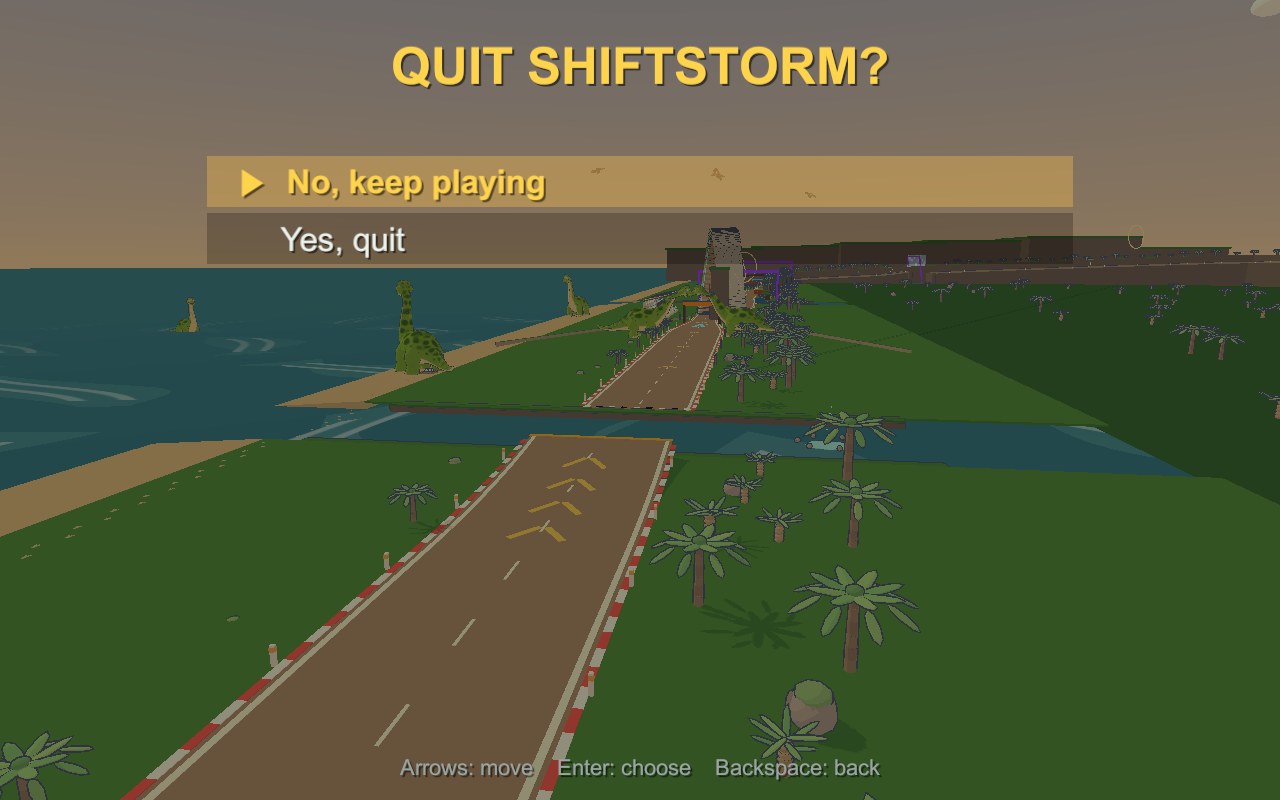 QUIT SHIFTSTORM?
No, keep playing
Yes, quit
Arrows: move Enter: choose Backspace: back